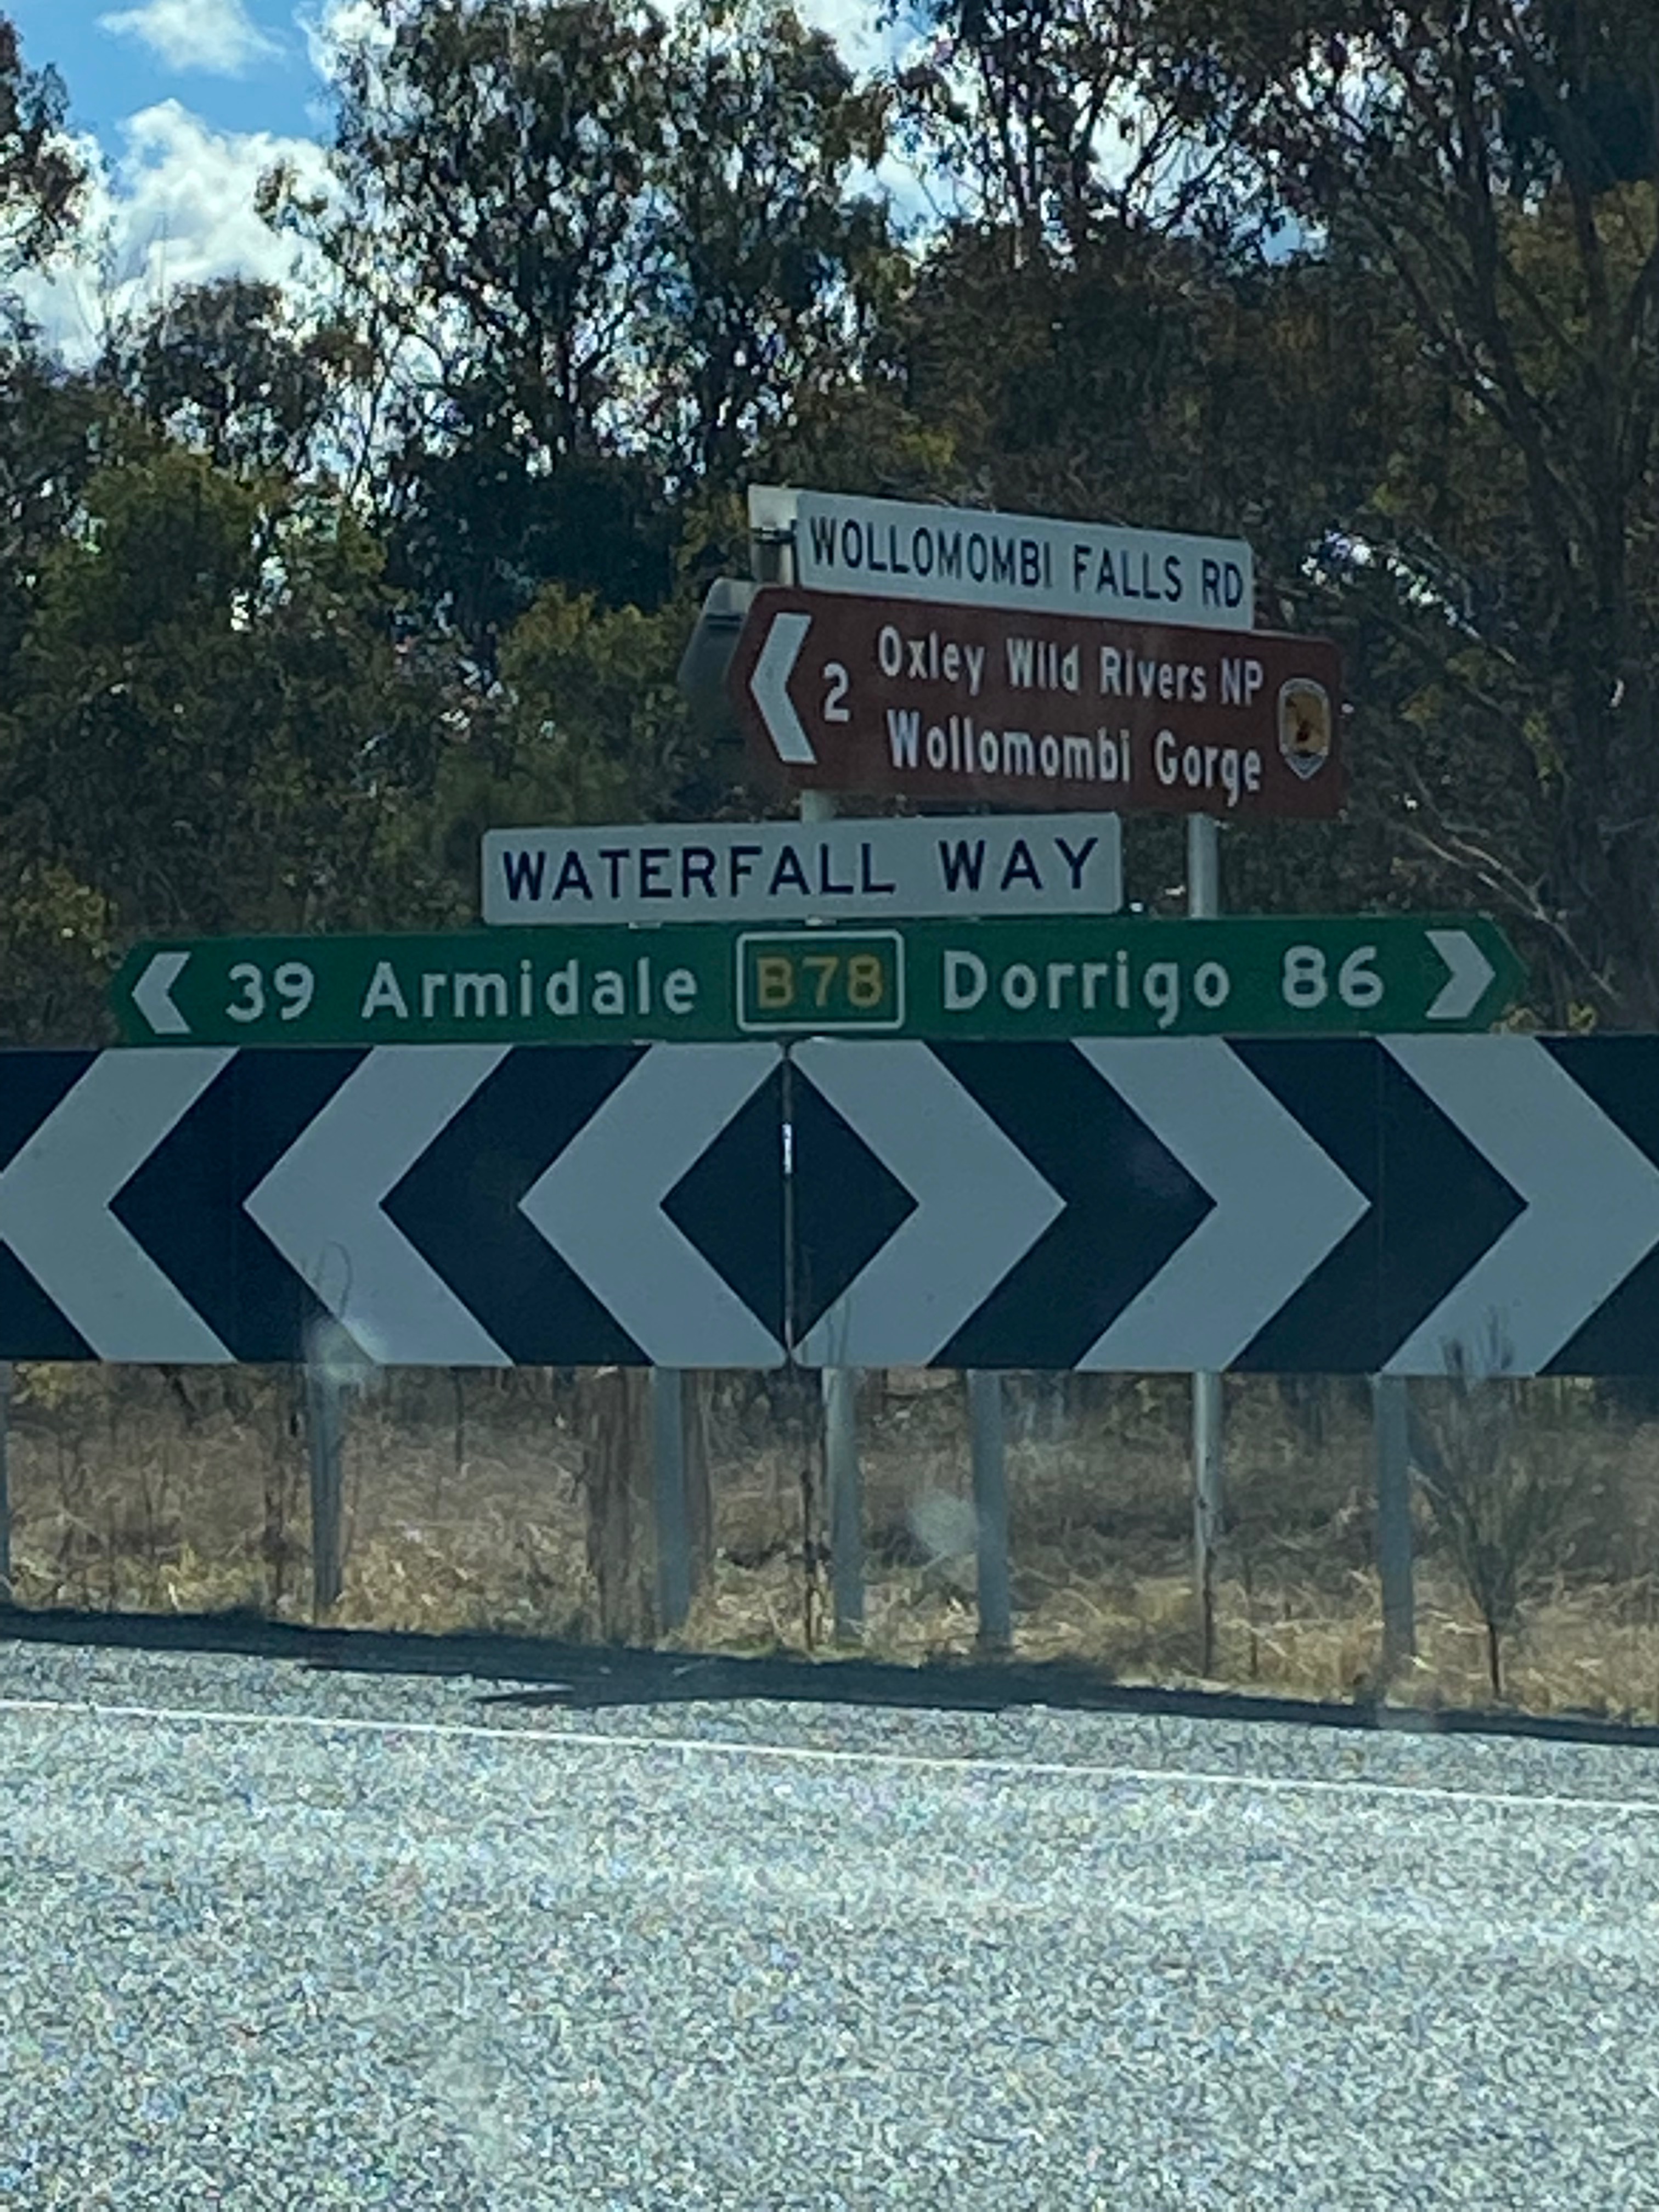 WOLLOMOMBI FALLS RD
2 Oxley Wild Rivers NP
Wollomombi Gorge
WATERFALL WAY
39 Armidale B78 Dorrigo 86